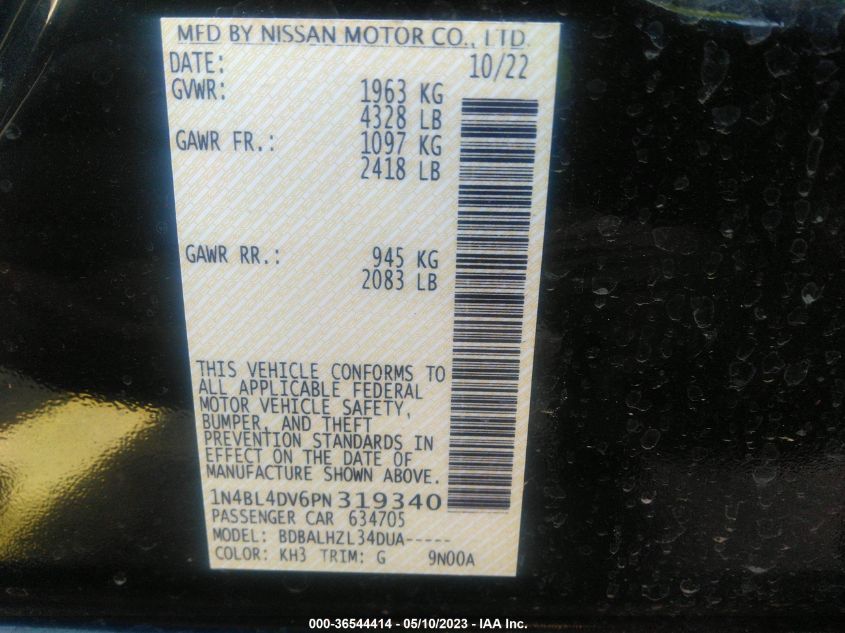 MFD BY NISSAN MOTOR CO., LTD.
DATE: 10/22
GVWR: 1963 KG
4328 LB
GAWR FR.: 1097 KG
2418 LB
GAWR RR.: 945 KG
2083 LB
THIS VEHICLE CONFORMS TO
ALL APPLICABLE FEDERAL
MOTOR VEHICLE SAFETY,
BUMPER, AND THEFT
PREVENTION STANDARDS IN
EFFECT ON THE DATE OF
MANUFACTURE SHOWN ABOVE.
1N4BL4DV6PN319340
PASSENGER CAR 634705
MODEL: BDBALHZL34DUA-----
COLOR: KH3 TRIM: G 9N00A
000-36544414 - 05/10/2023 - IAA Inc.